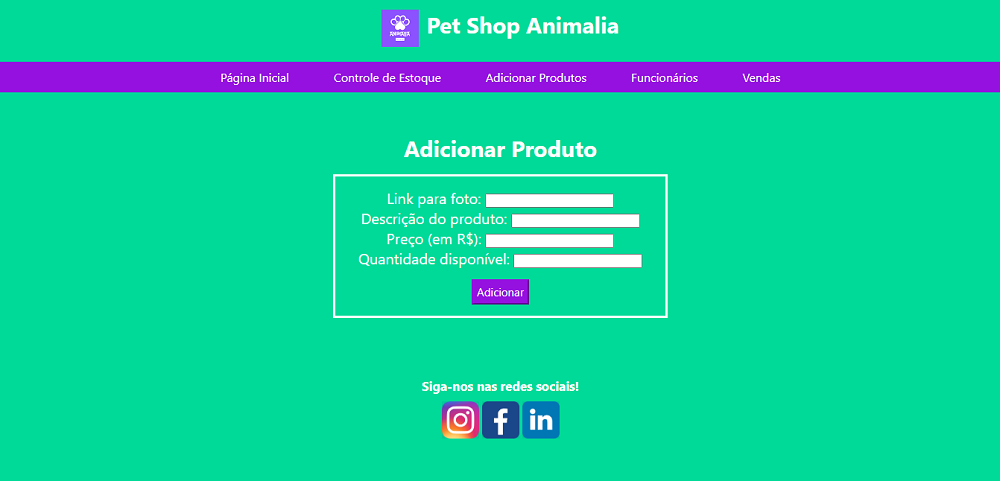 Pet Shop Animalia
Página Inicial Controle de Estoque Adicionar Produtos Funcionários Vendas
Adicionar Produto
Link para foto:
Descrição do produto:
Preço (em R$):
Quantidade disponível:
Adicionar
Siga-nos nas redes sociais!